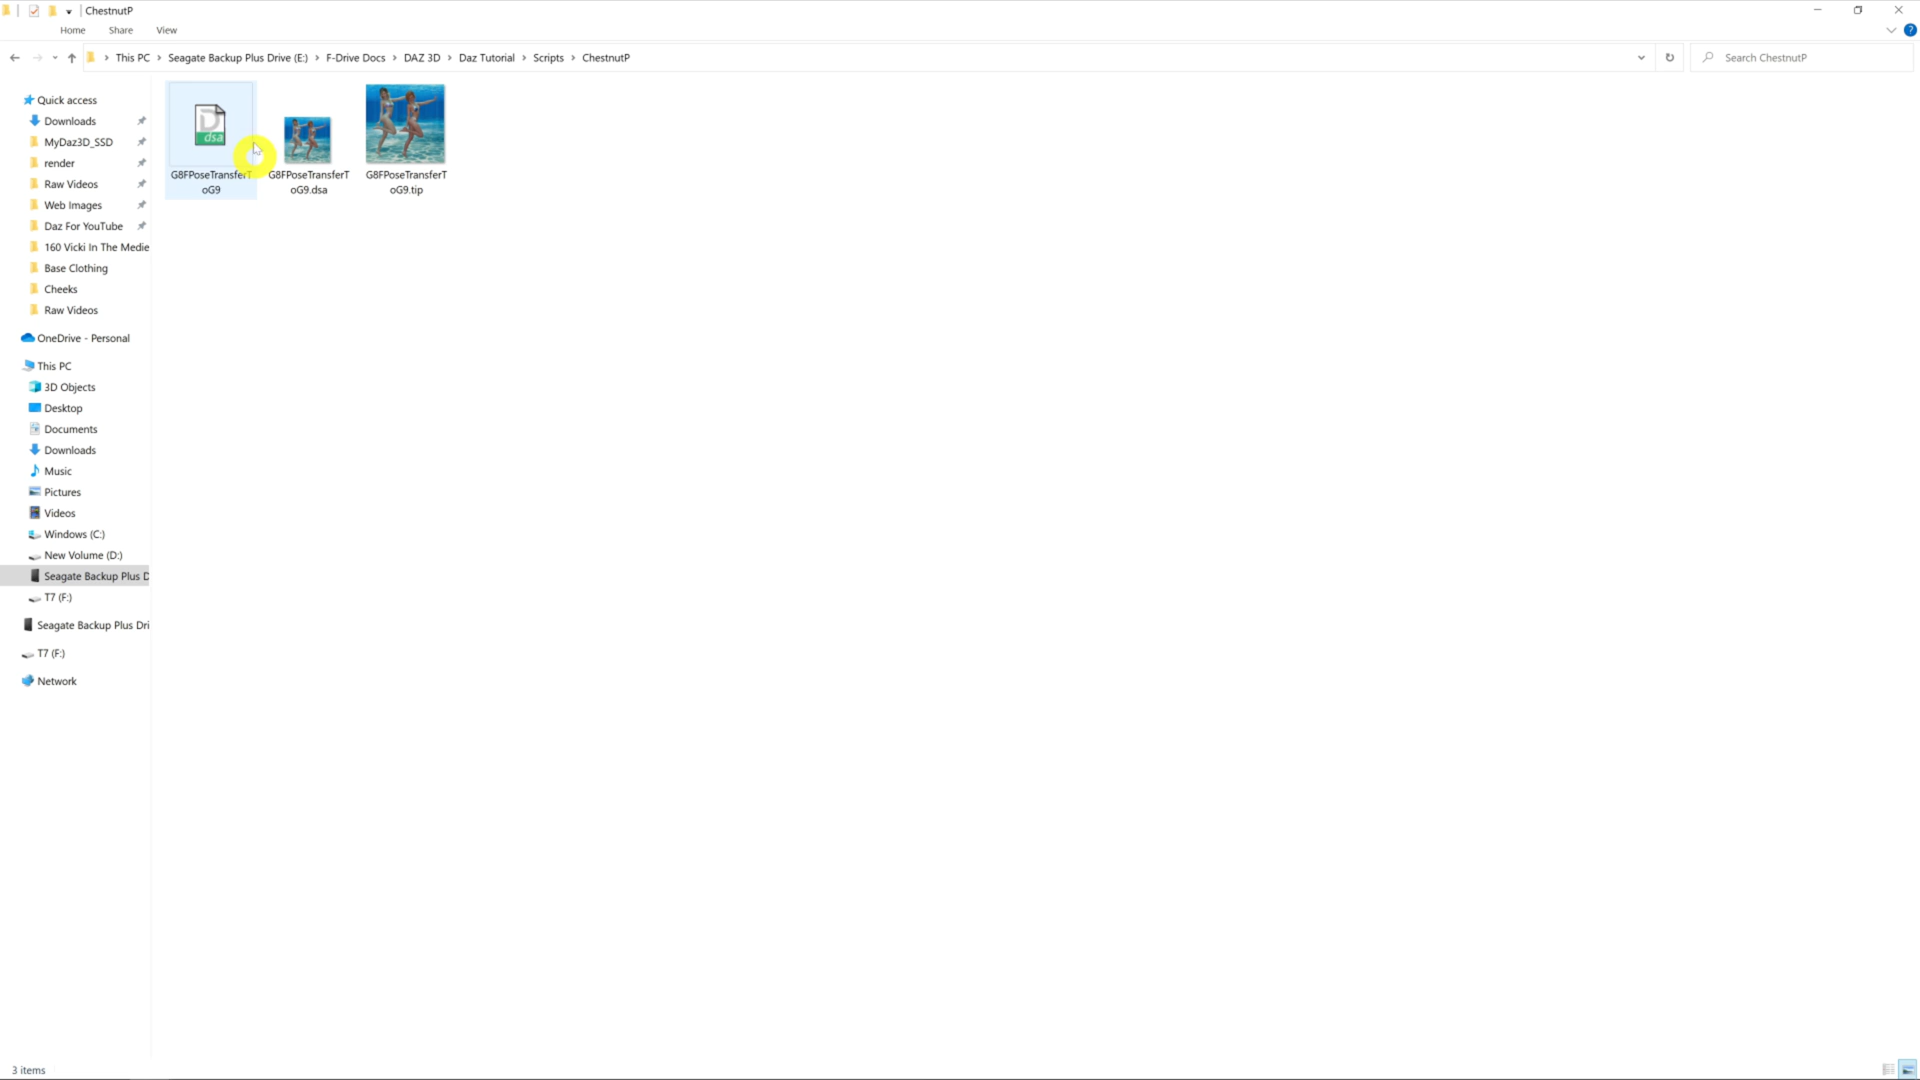 ChestnutP
Home Share View
This PC Seagate Backup Plus Drive (E:) F-Drive Docs DAZ 3D Daz Tutorial Scripts ChestnutP
Search ChestnutP
Quick access
Downloads
MyDaz3D_SSD
render
Raw Videos
Web Images
Daz For YouTube
160 Vicki In The Medie
Base Clothing
Cheeks
Raw Videos
OneDrive - Personal
This PC
3D Objects
Desktop
Documents
Downloads
Music
Pictures
Videos
Windows (C:)
New Volume (D:)
Seagate Backup Plus D
T7 (F:)
Seagate Backup Plus Dri
T7 (F:)
Network
D
dsa
G8FPoseTransferT
oG9
G8FPoseTransferT
oG9.dsa
G8FPoseTransferT
oG9.tip
3 items